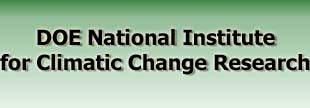 DOE National Institute
for Climatic Change Research